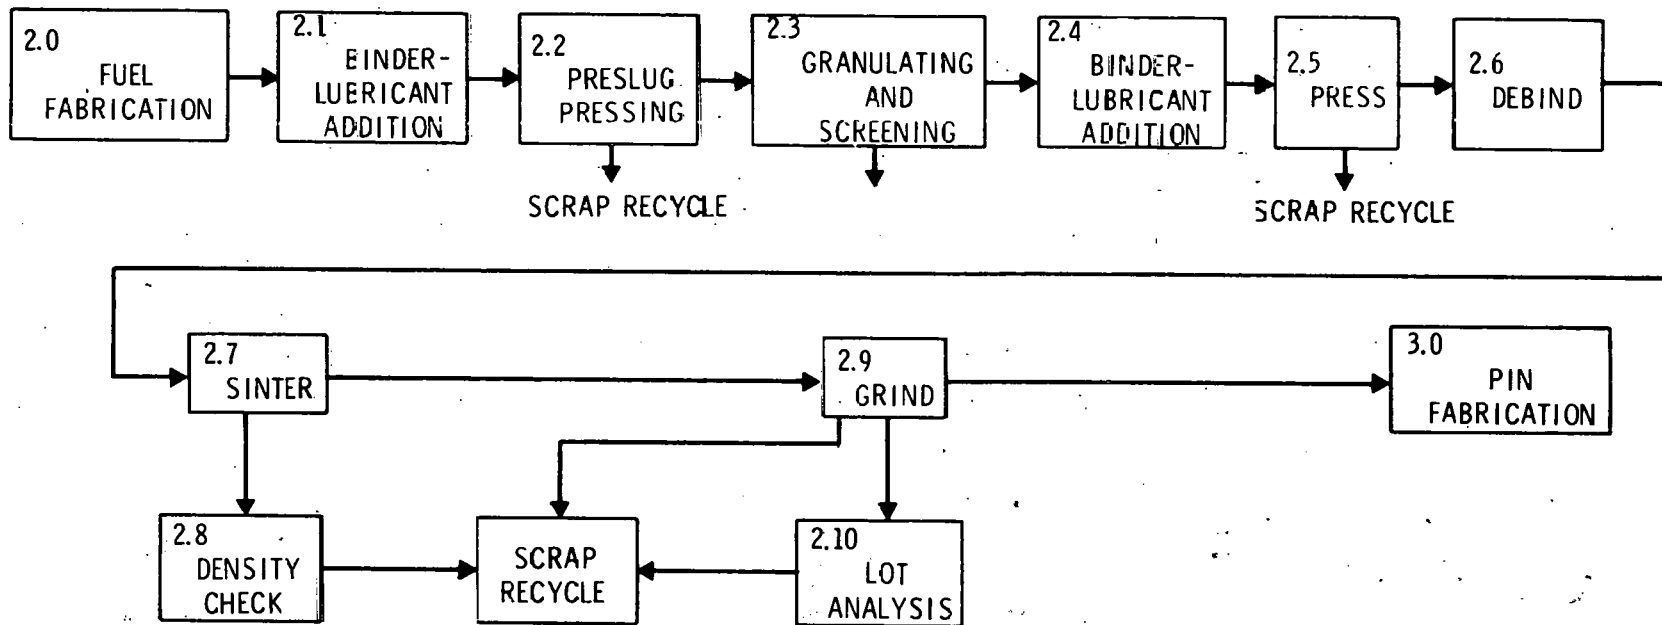 2.0
FUEL
FABRICATION
2.1
BINDER-
LUBRICANT
ADDITION
2.2
PRESLUG
PRESSING
2.3
GRANULATING
AND
SCREENING
2.4
BINDER-
LUBRICANT
ADDITION
2.5
PRESS
2.6
DEBIND
SCRAP RECYCLE
SCRAP RECYCLE
2.7
SINTER
2.9
GRIND
3.0
PIN
FABRICATION
2.8
DENSITY
CHECK
SCRAP
RECYCLE
2.10
LOT
ANALYSIS